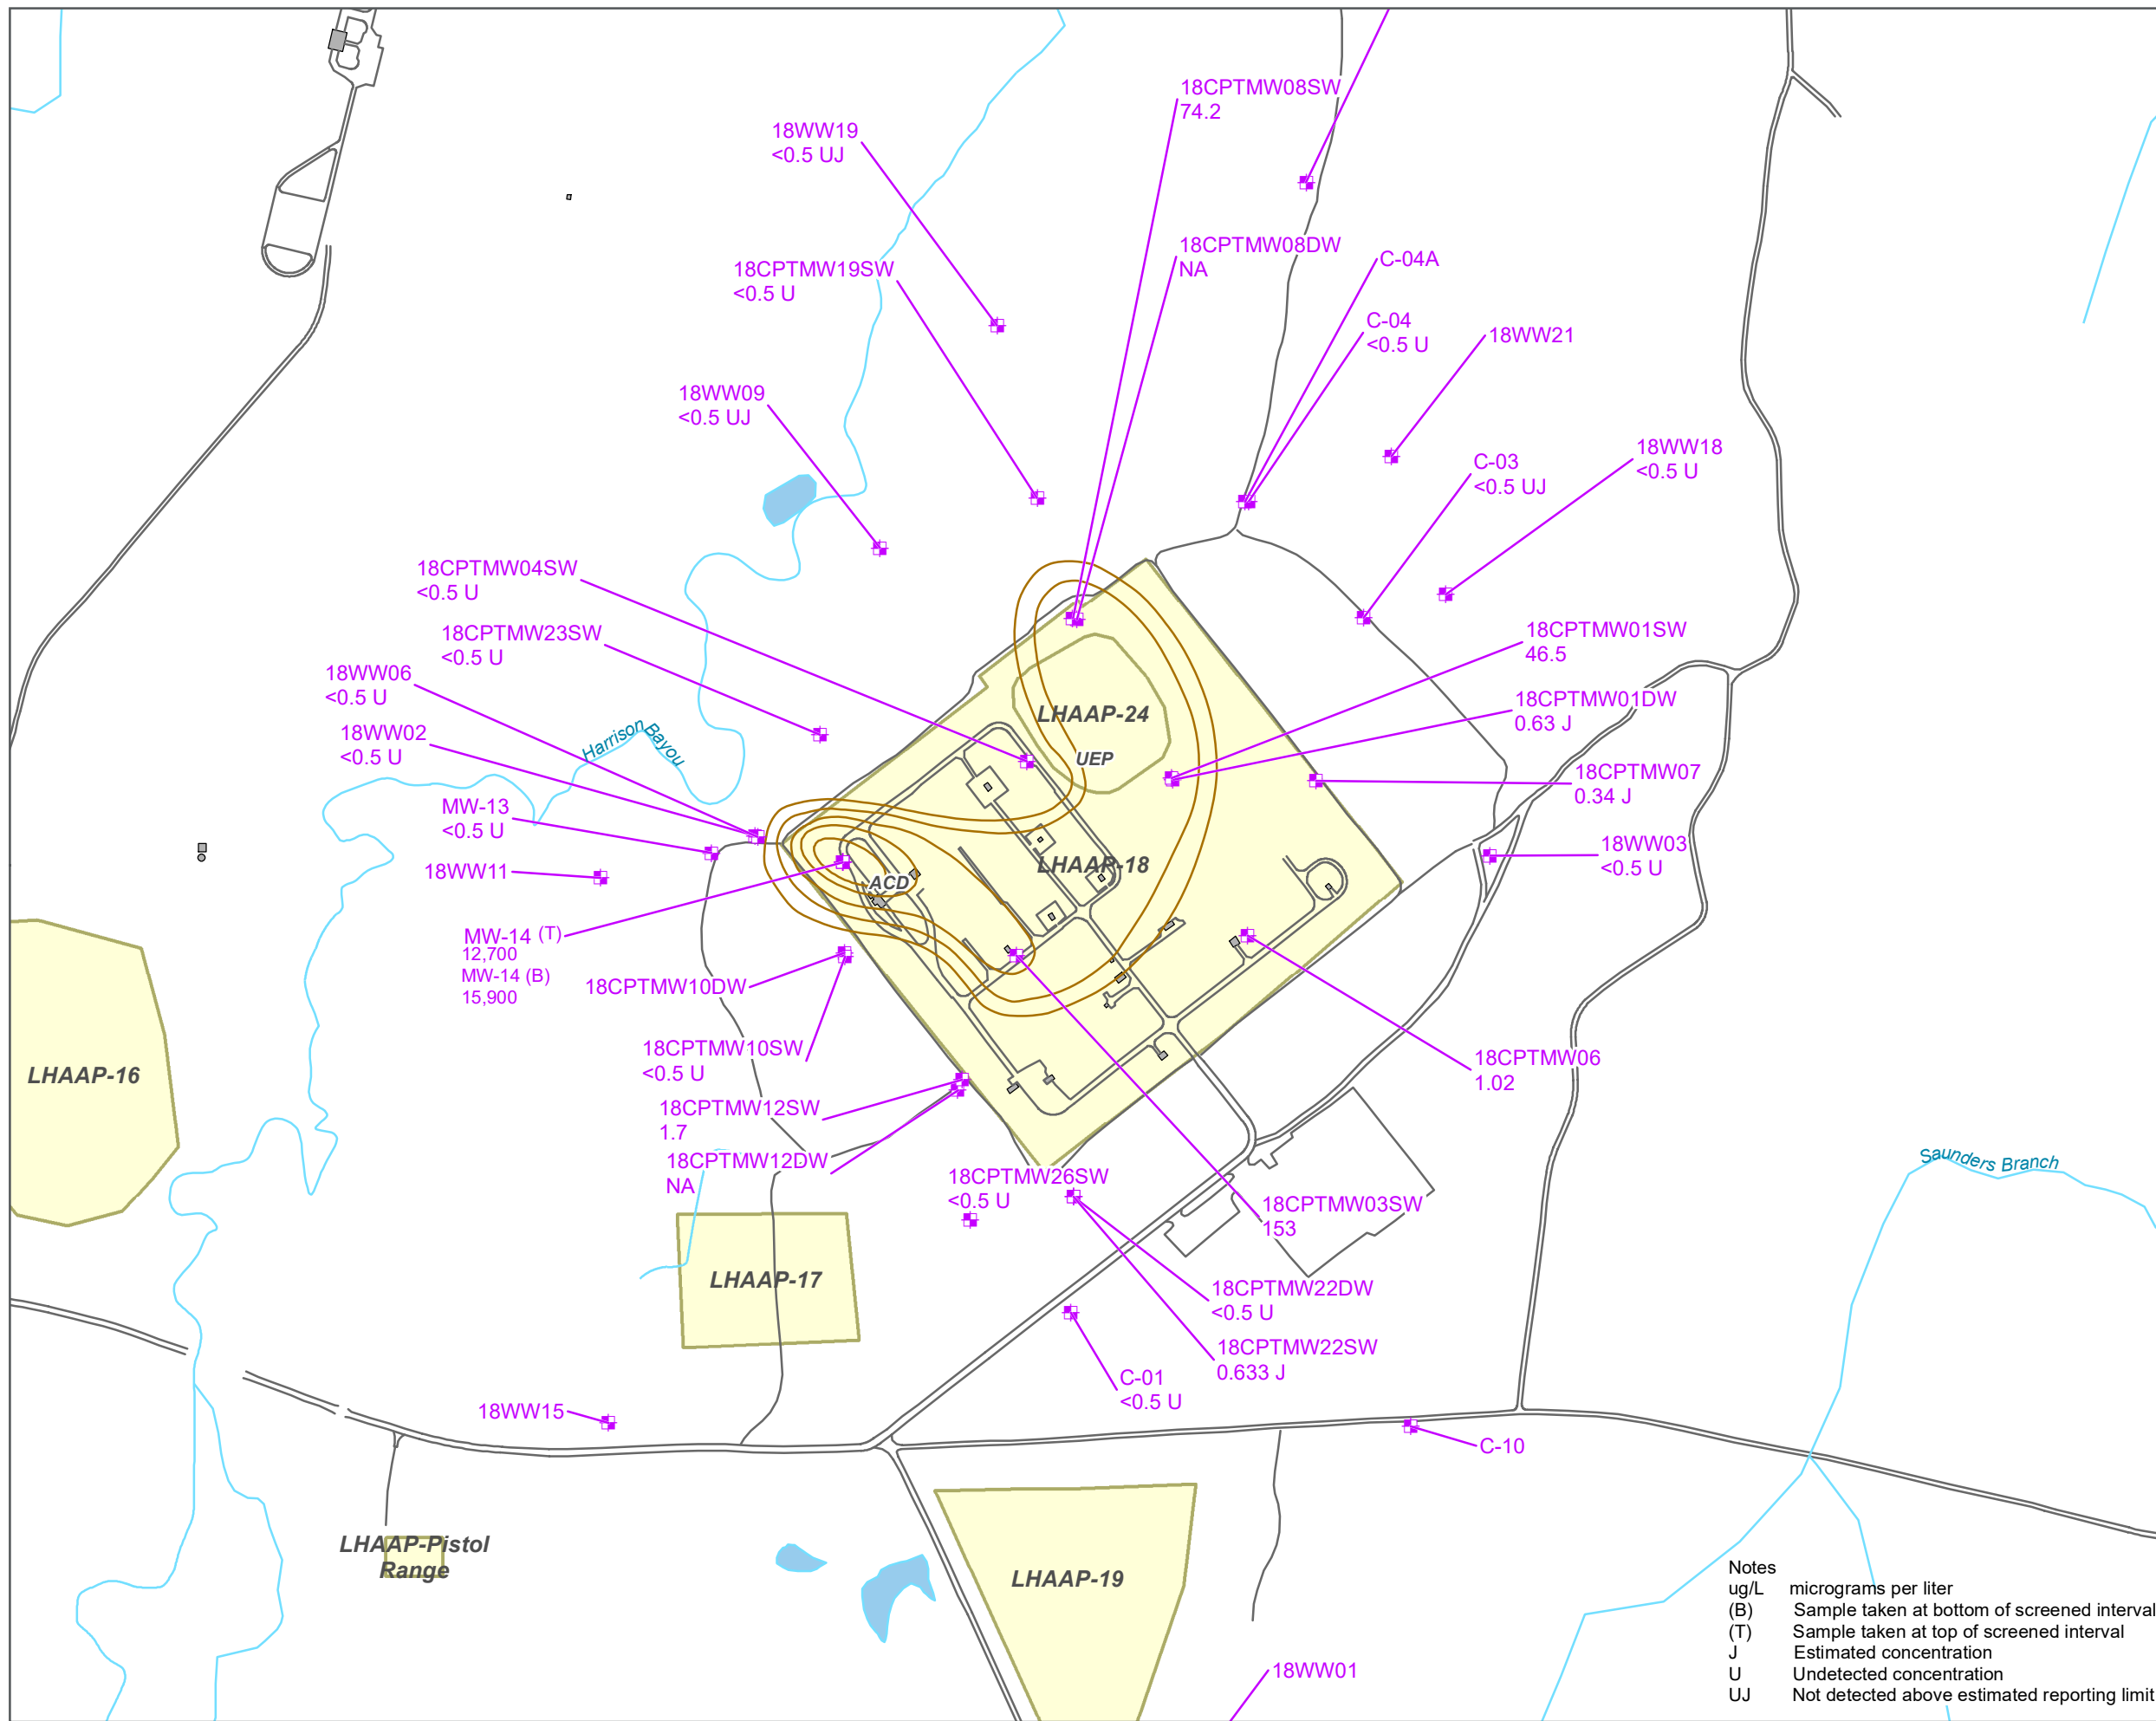 18CPTMW08SW
74.2
18WW19
<0.5 UJ
18CPTMW08DW
NA
C-04A
18CPTMW19SW
<0.5 U
C-04
<0.5 U
18WW21
18WW09
<0.5 UJ
18WW18
<0.5 U
C-03
<0.5 UJ
18CPTMW04SW
<0.5 U
18CPTMW23SW
<0.5 U
18CPTMW01SW
46.5
18WW06
<0.5 U
18CPTMW01DW
0.63 J
LHAAP-24
18WW02
<0.5 U
Harrison Bayou
UEP
18CPTMW07
0.34 J
MW-13
<0.5 U
18WW03
<0.5 U
LHAAP-18
18WW11
ACD
MW-14 (T)
12,700
MW-14 (B)
15,900
18CPTMW10DW
18CPTMW10SW
<0.5 U
18CPTMW06
1.02
LHAAP-16
18CPTMW12SW
1.7
18CPTMW12DW
NA
18CPTMW26SW
<0.5 U
Saunders Branch
18CPTMW03SW
153
LHAAP-17
18CPTMW22DW
<0.5 U
18CPTMW22SW
0.633 J
C-01
<0.5 U
18WW15
C-10
LHAAP-Pistol
Range
LHAAP-19
18WW01
Notes
ug/L micrograms per liter
(B) Sample taken at bottom of screened interval
(T) Sample taken at top of screened interval
J Estimated concentration
U Undetected concentration
UJ Not detected above estimated reporting limit